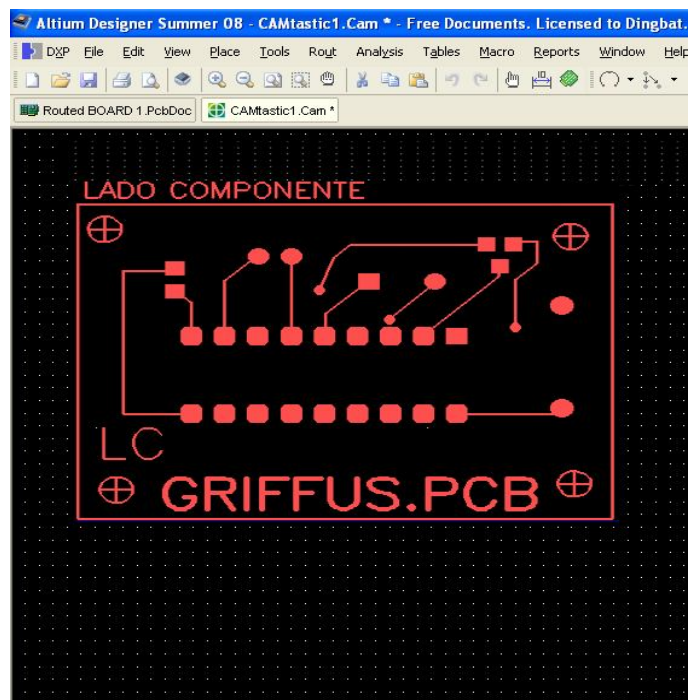 Altium Designer Summer 08 - CAMtastic1.Cam * - Free Documents. Licensed to Dingbat.
DXP File Edit View Place Tools Rout Analysis Tables Macro Reports Window Help
Routed BOARD 1.PcbDoc CAMtastic1.Cam *
LADO COMPONENTE
LC
GRIFFUS.PCB